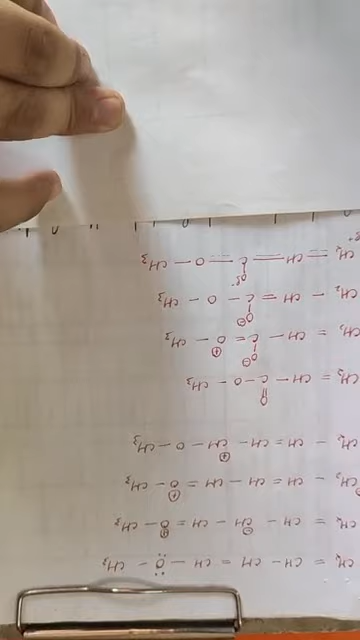 CH₂ = CH – CH = CH – Ö – CH₃
CH₂ = CH – CH – CH = O – CH₃
⊖ ⊕
CH₂ – CH = CH – CH = O – CH₃
⊕
CH₂ – CH = CH – CH – O – CH₃
⊕
O
CH₂ = CH – C – O – CH₃
⊖
O
CH₂ = CH – C = O – CH₃
⊕
⊖
O
CH₂ – CH = C – O – CH₃
CH₂ CH C O – CH₃